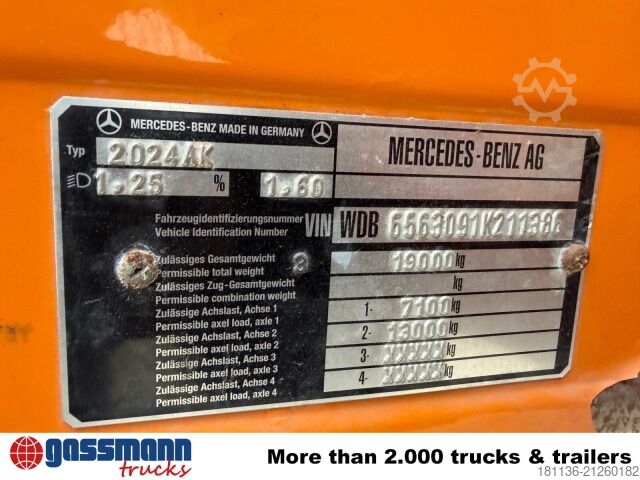 MERCEDES-BENZ MADE IN GERMANY
Typ 2024AK
1,25 % 1,60
MERCEDES-BENZ AG
Fahrzeugidentifizierungsnummer
Vehicle Identification Number
VIN WDB 6563091K211386
Zulässiges Gesamtgewicht
Permissible total weight
3 19000 kg
Zulässiges Zug-Gesamtgewicht
Permissible combination weight
kg
Zulässige Achslast, Achse 1
Permissible axel load, axle 1
1- 7100 kg
Zulässige Achslast, Achse 2
Permissible axel load, axle 2
2- 13000 kg
Zulässige Achslast, Achse 3
Permissible axel load, axle 3
3- XXXXX kg
Zulässige Achslast, Achse 4
Permissible axel load, axle 4
4- XXXXX kg
gassmann
trucks
More than 2.000 trucks & trailers
181136-21260182